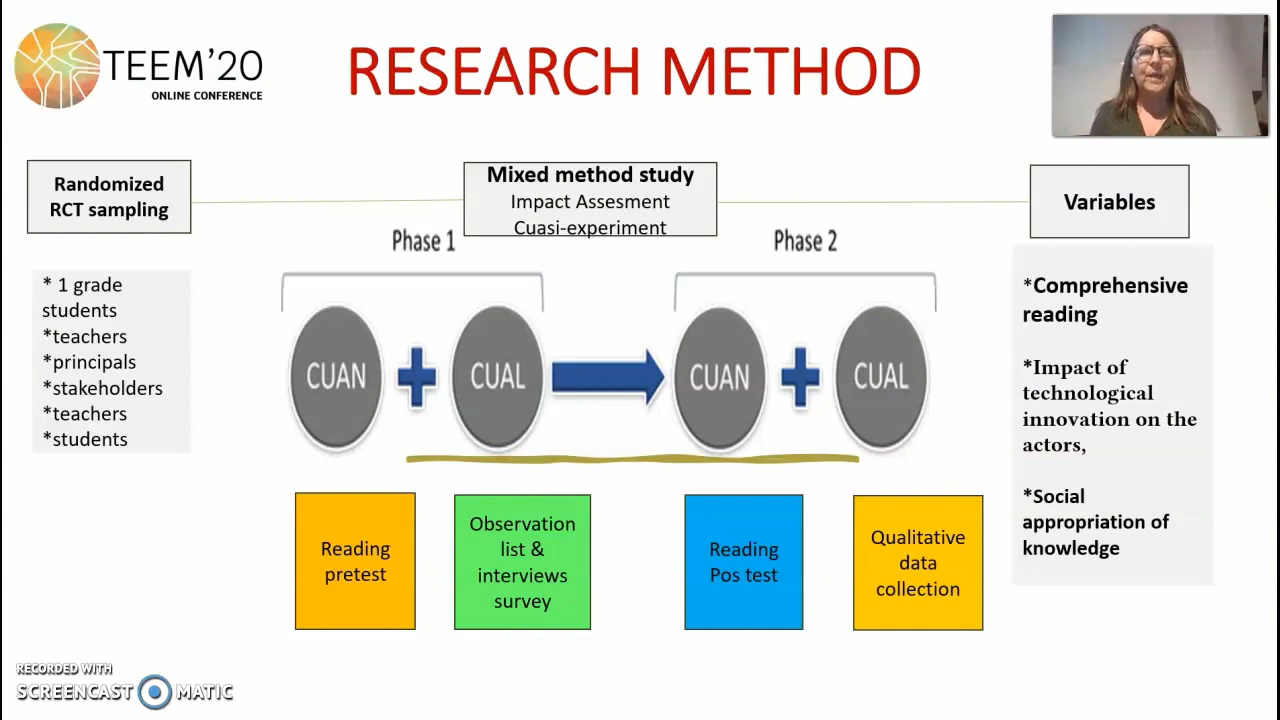 TEEM’20
ONLINE CONFERENCE
RESEARCH METHOD
Randomized
RCT sampling
Mixed method study
Impact Assesment
Cuasi-experiment
Variables
* 1 grade
students
*teachers
*principals
*stakeholders
*teachers
*students
Phase 1
Phase 2
CUAN
CUAL
CUAN
CUAL
*Comprehensive
reading
*Impact of
technological
innovation on the
actors,
*Social
appropriation of
knowledge
Reading
pretest
Observation
list &
interviews
survey
Reading
Pos test
Qualitative
data
collection
RECORDED WITH
SCREENCAST MATIC